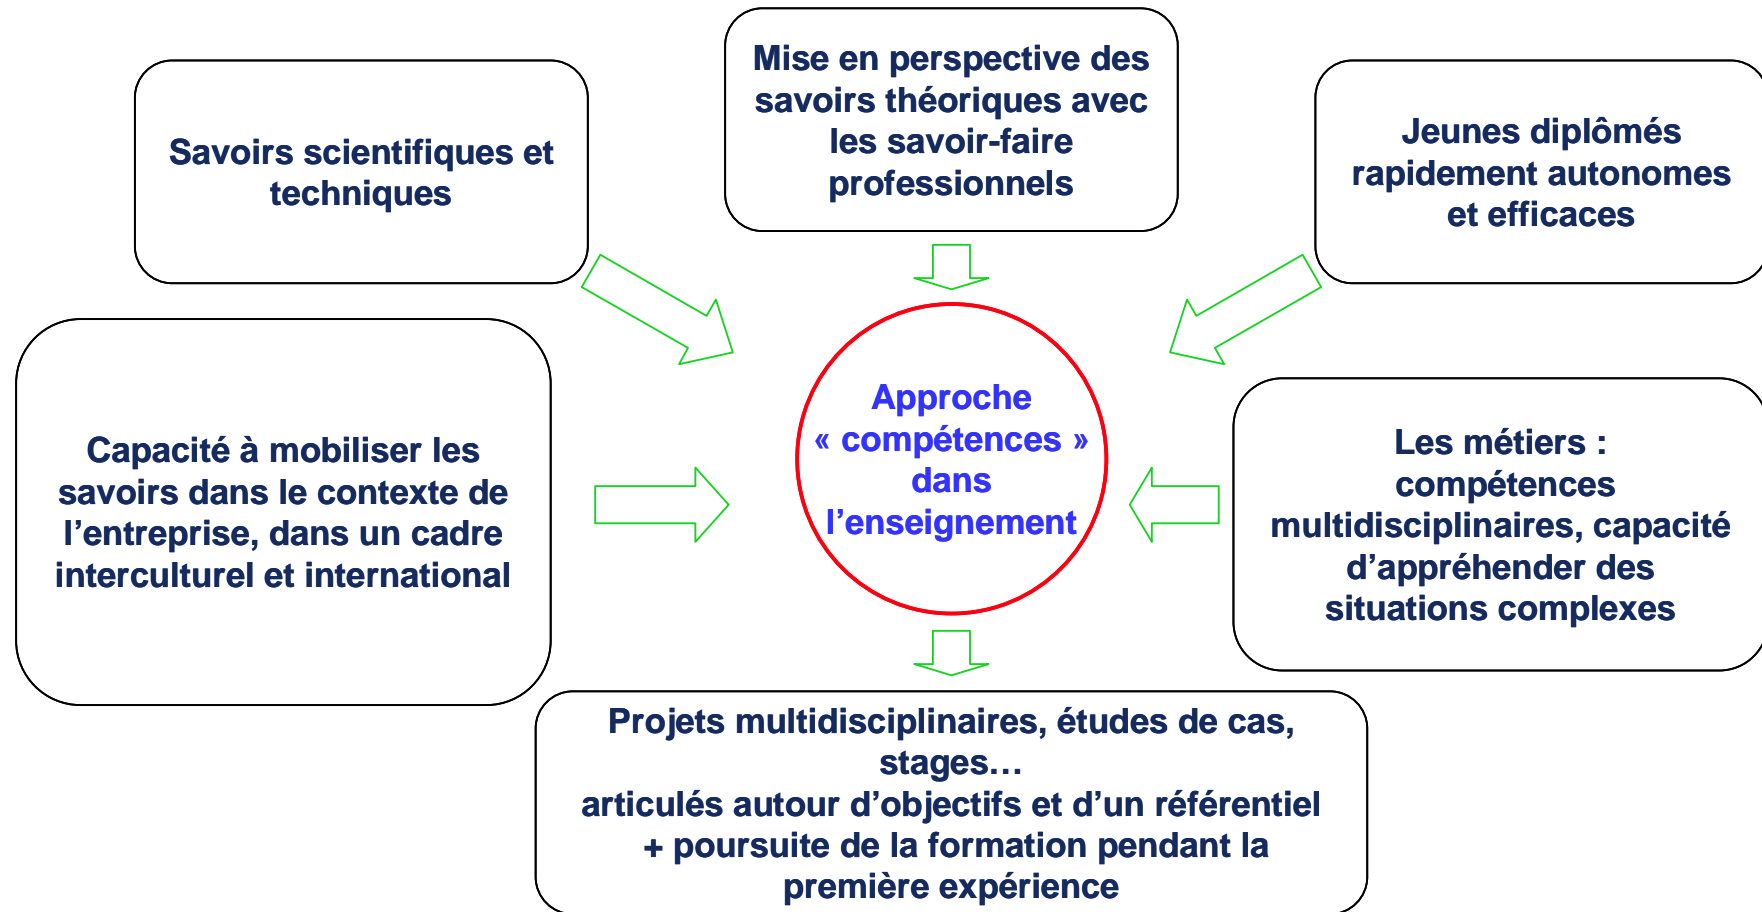 Savoirs scientifiques et
techniques
Mise en perspective des
savoirs théoriques avec
les savoir-faire
professionnels
Jeunes diplômés
rapidement autonomes
et efficaces
Capacité à mobiliser les
savoirs dans le contexte de
l’entreprise, dans un cadre
interculturel et international
Approche
« compétences »
dans
l’enseignement
Les métiers :
compétences
multidisciplinaires, capacité
d’appréhender des
situations complexes
Projets multidisciplinaires, études de cas,
stages…
articulés autour d’objectifs et d’un référentiel
+ poursuite de la formation pendant la
première expérience